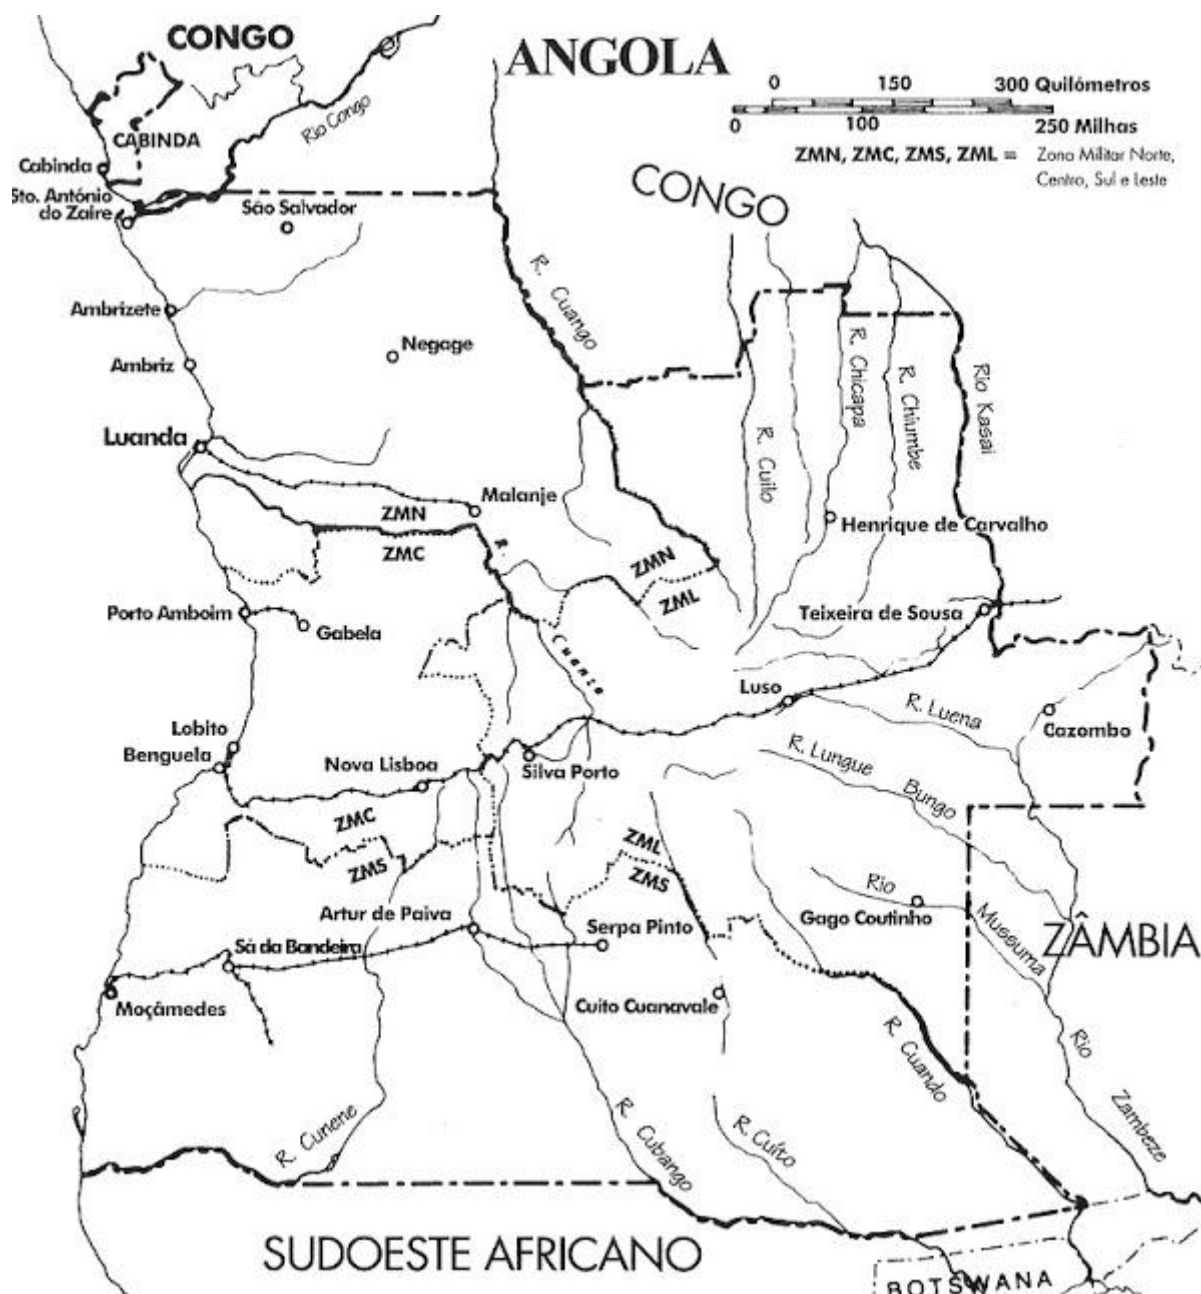 CONGO
ANGOLA
0 150 300 Quilómetros
0 100 250 Milhas
ZMN, ZMC, ZMS, ZML = Zona Militar Norte,
Centro, Sul e Leste
Rio Congo
CABINDA
Cabinda
Sto. António
do Zaire
São Salvador
CONGO
R. Cuango
Ambrizete
Negage
Ambriz
R. Chicapa
R. Chiumbe
Rio Kasai
R. Cuilo
Luanda
Malanje
ZMN
ZMC
Henrique de Carvalho
ZMN
ZML
R. Cuanza
Porto Amboim
Gabela
Teixeira de Sousa
Luso
R. Luena
Cazombo
Lobito
Benguela
Nova Lisboa
Silva Porto
R. Lungue
Bungo
ZMC
ZMS
ZML
ZMS
Rio
Mussuma
Gago Coutinho
Artur de Paiva
Serpa Pinto
ZÂMBIA
Sá da Bandeira
Moçâmedes
Cuíto Cuanavale
R. Cuando
Rio
Zambeze
R. Cunene
R. Cubango
R. Cuíto
SUDOESTE AFRICANO
BOTSWANA